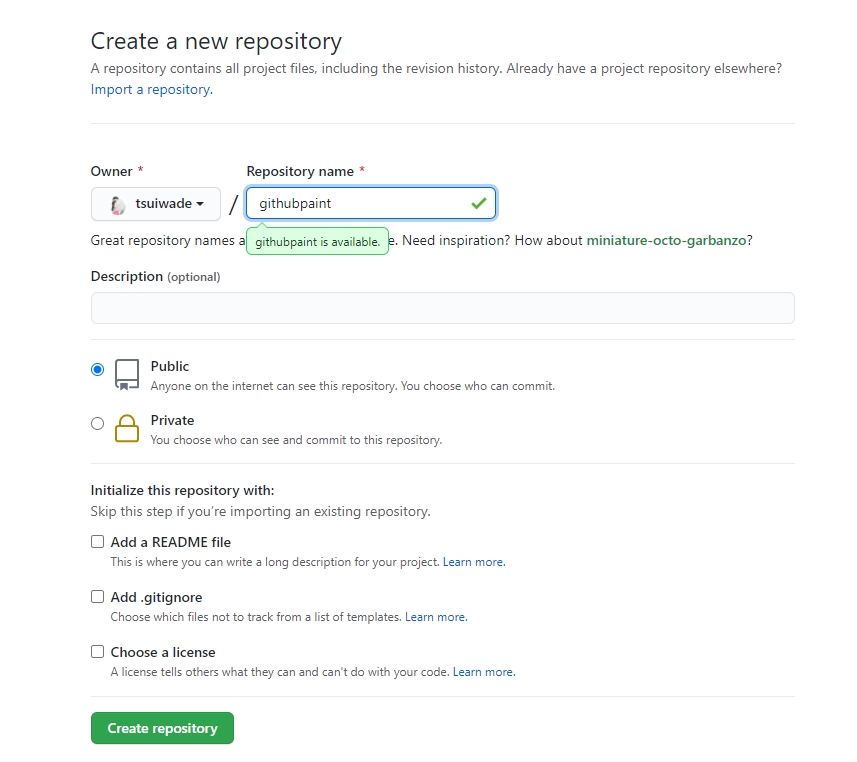 Create a new repository
A repository contains all project files, including the revision history. Already have a project repository elsewhere?
Import a repository.
Owner *
Repository name *
tsuiwade
/
githubpaint
Great repository names a
githubpaint is available.
e. Need inspiration? How about miniature-octo-garbanzo?
Description (optional)
Public
Anyone on the internet can see this repository. You choose who can commit.
Private
You choose who can see and commit to this repository.
Initialize this repository with:
Skip this step if you're importing an existing repository.
Add a README file
This is where you can write a long description for your project. Learn more.
Add .gitignore
Choose which files not to track from a list of templates. Learn more.
Choose a license
A license tells others what they can and can't do with your code. Learn more.
Create repository